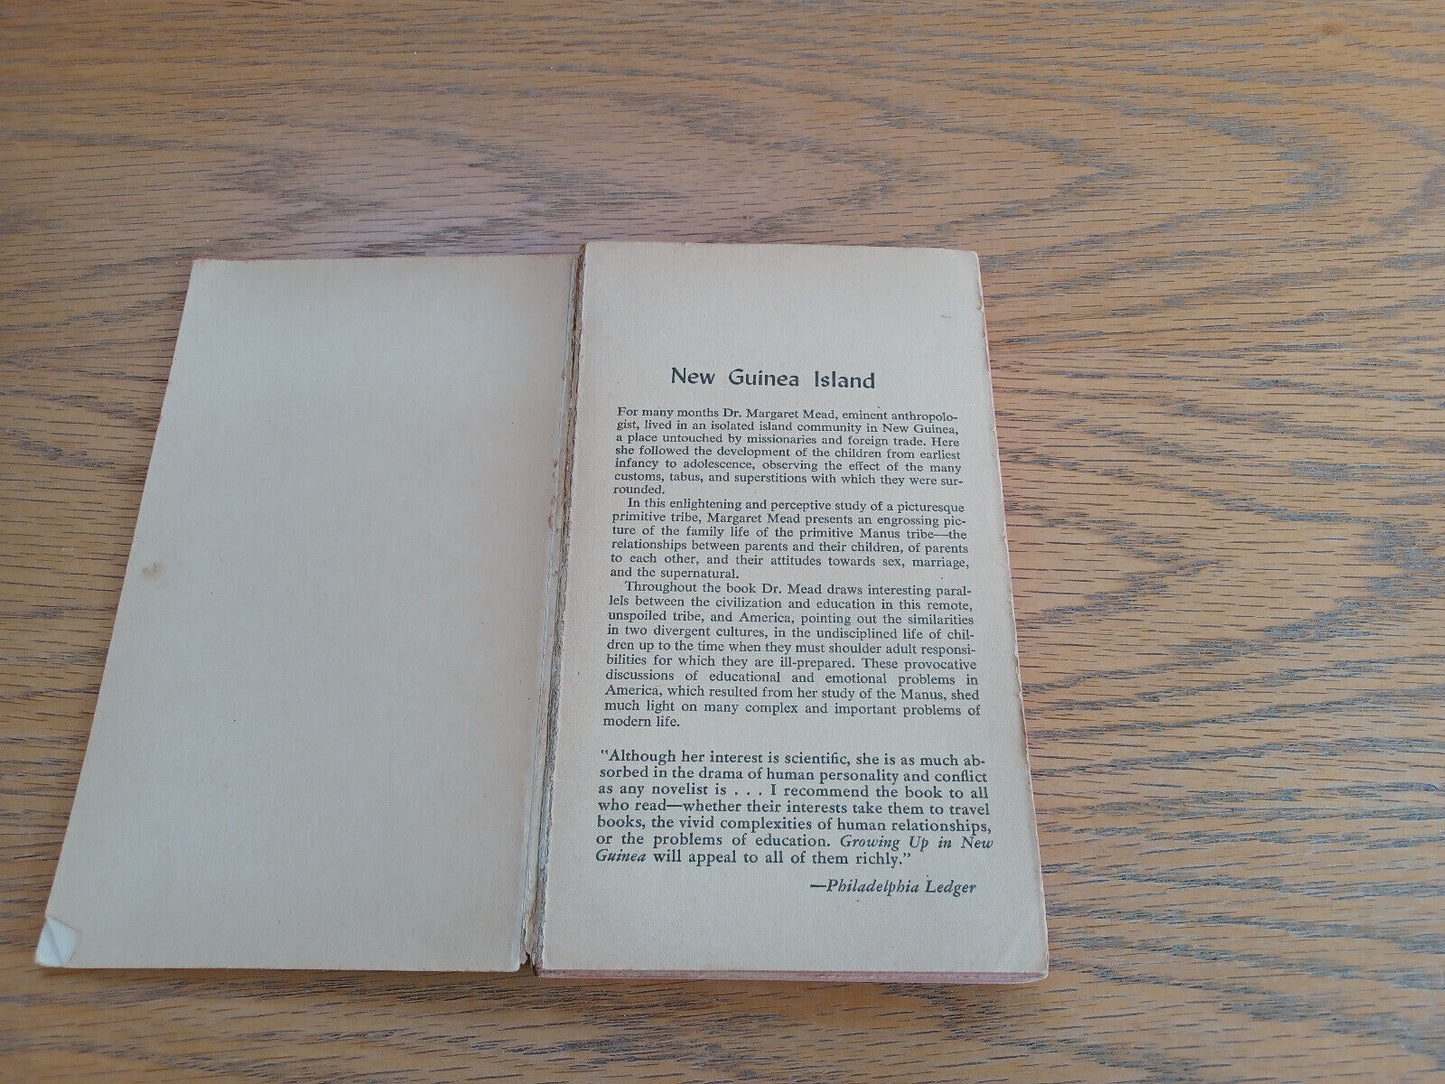 New Guinea Island
For many months Dr. Margaret Mead, eminent anthropolo-
gist, lived in an isolated island community in New Guinea,
a place untouched by missionaries and foreign trade. Here
she followed the development of the children from earliest
infancy to adolescence, observing the effect of the many
customs, tabus, and superstitions with which they were sur-
rounded.
In this enlightening and perceptive study of a picturesque
primitive tribe, Margaret Mead presents an engrossing pic-
ture of the family life of the primitive Manus tribe—the
relationships between parents and their children, of parents
to each other, and their attitudes towards sex, marriage,
and the supernatural.
Throughout the book Dr. Mead draws interesting paral-
lels between the civilization and education in this remote,
unspoiled tribe, and America, pointing out the similarities
in two divergent cultures, in the undisciplined life of chil-
dren up to the time when they must shoulder adult responsi-
bilities for which they are ill-prepared. These provocative
discussions of educational and emotional problems in
America, which resulted from her study of the Manus, shed
much light on many complex and important problems of
modern life.
"Although her interest is scientific, she is as much ab-
sorbed in the drama of human personality and conflict
as any novelist is . . . I recommend the book to all
who read—whether their interests take them to travel
books, the vivid complexities of human relationships,
or the problems of education. Growing Up in New
Guinea will appeal to all of them richly."
—Philadelphia Ledger